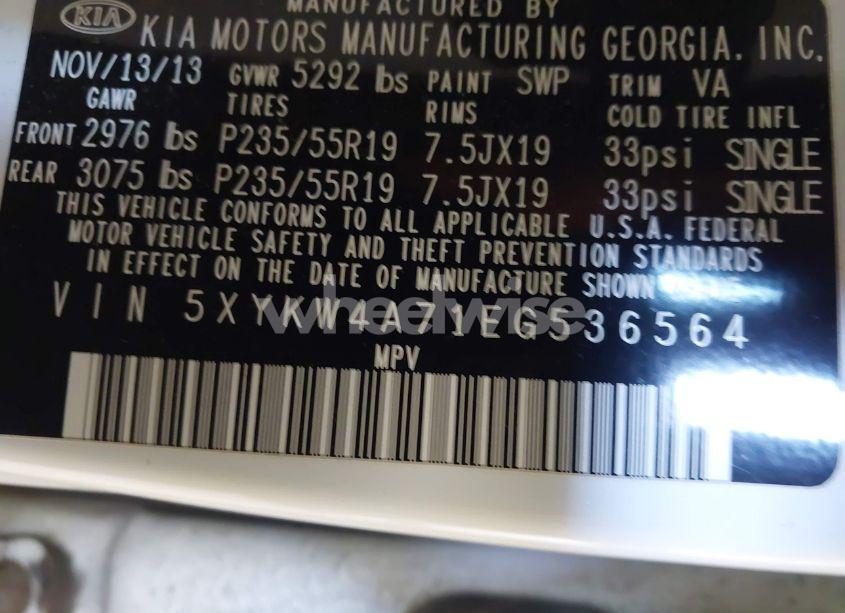 MANUFACTURED BY
KIA KIA MOTORS MANUFACTURING GEORGIA, INC.
NOV/13/13 GVWR 5292 lbs PAINT SWP TRIM VA
GAWR TIRES RIMS COLD TIRE INFL
FRONT 2976 lbs P235/55R19 7.5JX19 33psi SINGLE
REAR 3075 lbs P235/55R19 7.5JX19 33psi SINGLE
THIS VEHICLE CONFORMS TO ALL APPLICABLE U.S.A. FEDERAL
MOTOR VEHICLE SAFETY AND THEFT PREVENTION STANDARDS
IN EFFECT ON THE DATE OF MANUFACTURE SHOWN
VIN 5XYKW4A71EG536564
wheelwise
MPV